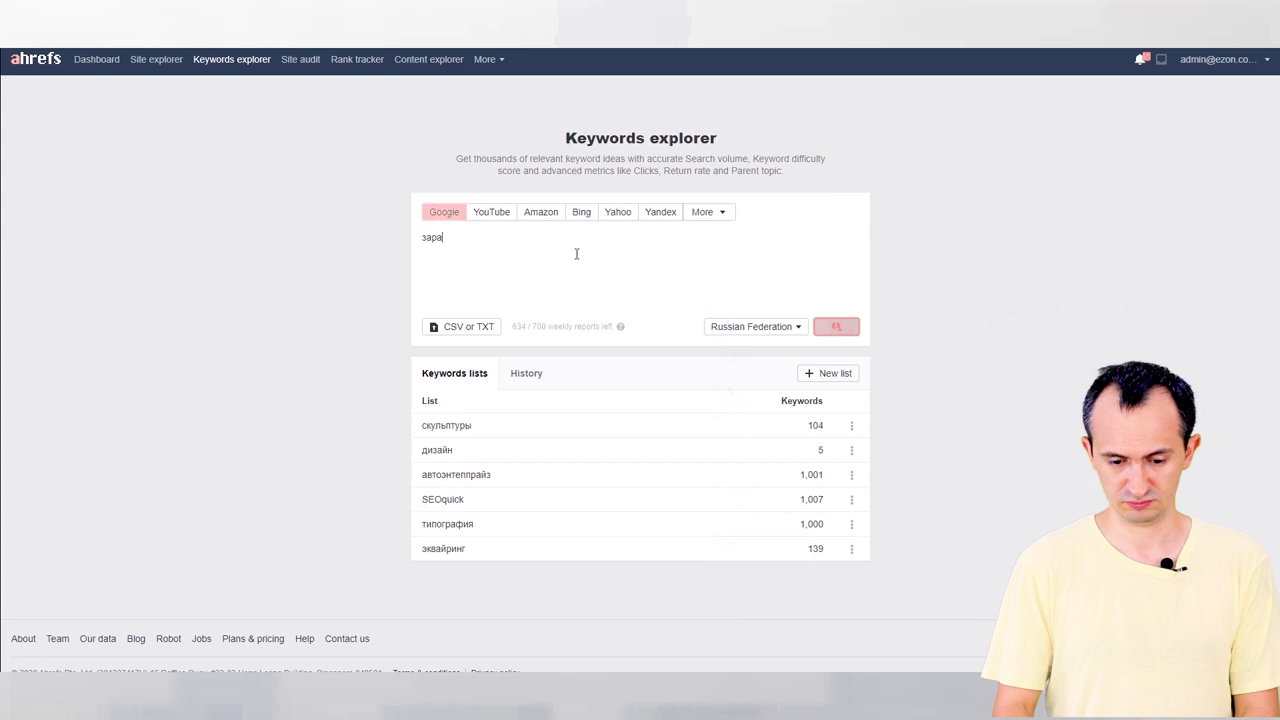 ahrefs Dashboard Site explorer Keywords explorer Site audit Rank tracker Content explorer More admin@ezon.co...
Keywords explorer
Get thousands of relevant keyword ideas with accurate Search volume, Keyword difficulty
score and advanced metrics like Clicks, Return rate and Parent topic.
Google YouTube Amazon Bing Yahoo Yandex More
зара
CSV or TXT 634 / 700 weekly reports left Russian Federation
Keywords lists History New list
List Keywords
скульптуры 104
дизайн 5
автоэнтеппрайз 1,001
SEOquick 1,007
типография 1,000
эквайринг 139
About Team Our data Blog Robot Jobs Plans & pricing Help Contact us